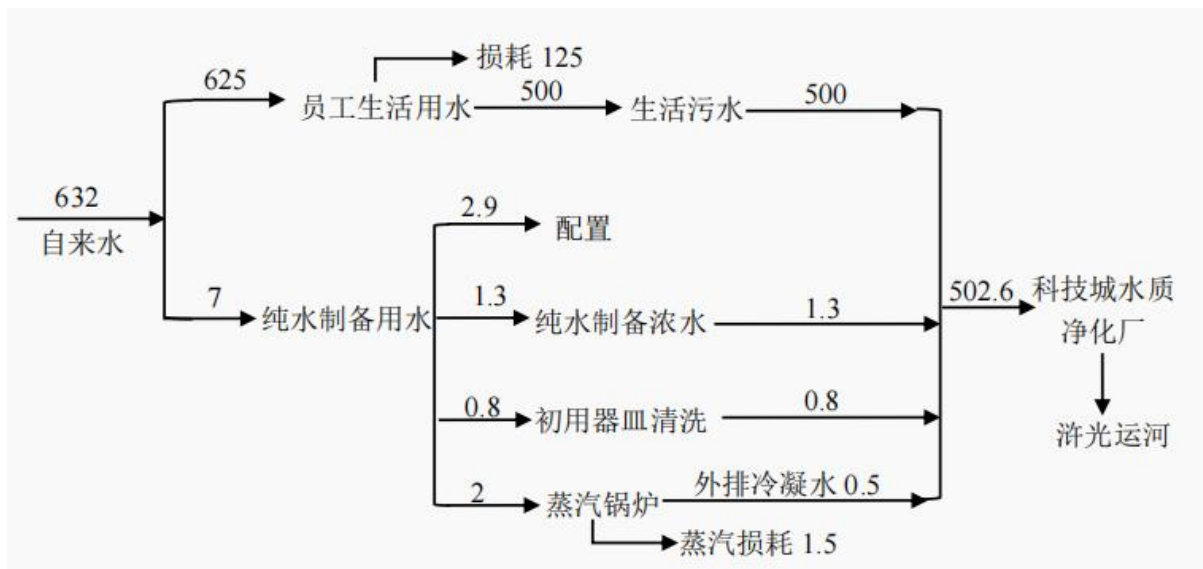 损耗 125
625
员工生活用水
500
生活污水
500
632
自来水
2.9
配置
7
纯水制备用水
1.3
纯水制备浓水
1.3
502.6
科技城水质
净化厂
0.8
初用器皿清洗
0.8
浒光运河
2
蒸汽锅炉
外排冷凝水 0.5
蒸汽损耗 1.5